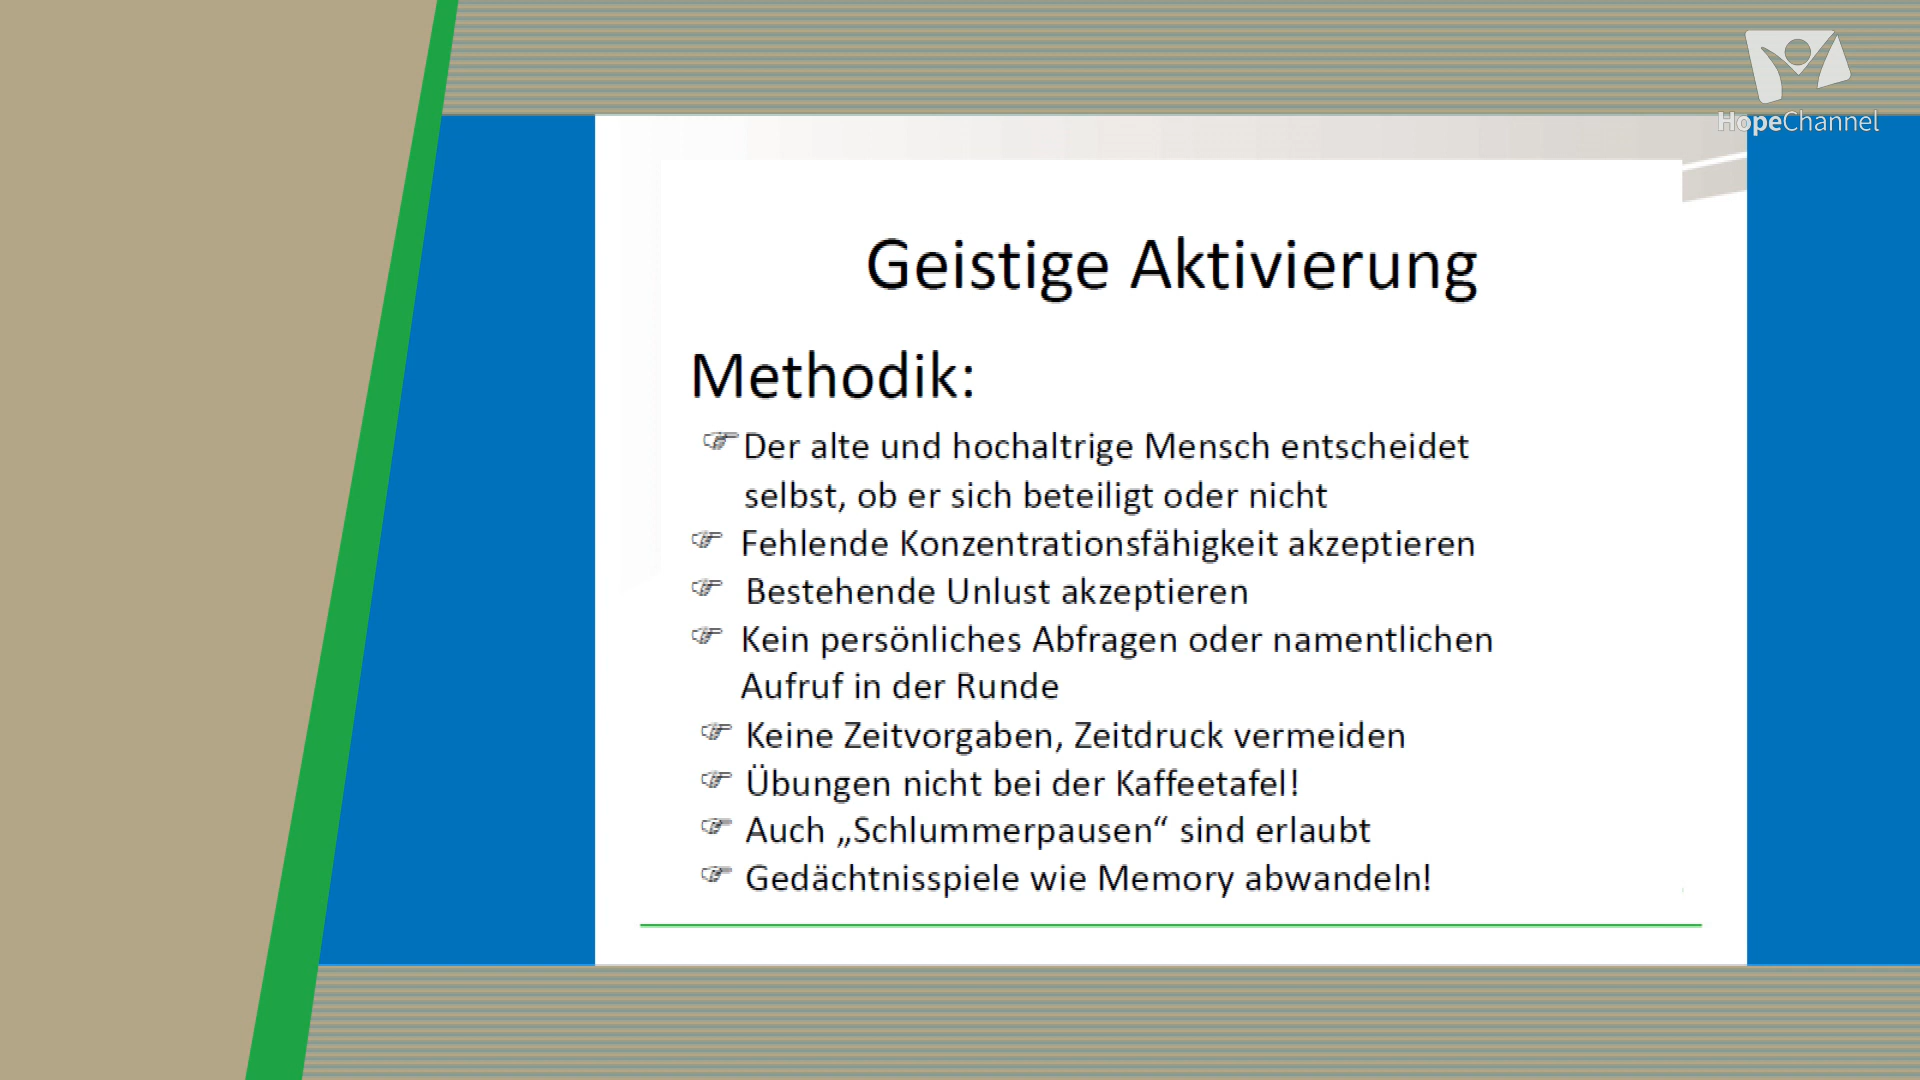 HopeChannel
Geistige Aktivierung
Methodik:
☞ Der alte und hochaltrige Mensch entscheidet
selbst, ob er sich beteiligt oder nicht
☞ Fehlende Konzentrationsfähigkeit akzeptieren
☞ Bestehende Unlust akzeptieren
☞ Kein persönliches Abfragen oder namentlichen
Aufruf in der Runde
☞ Keine Zeitvorgaben, Zeitdruck vermeiden
☞ Übungen nicht bei der Kaffeetafel!
☞ Auch „Schlummerpausen“ sind erlaubt
☞ Gedächtnisspiele wie Memory abwandeln!